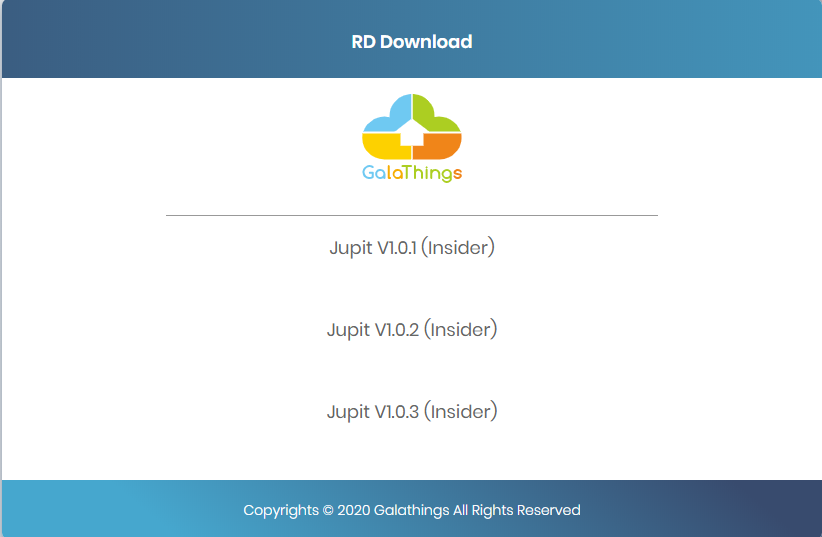 RD Download
GalaThings
Jupit V1.0.1 (Insider)
Jupit V1.0.2 (Insider)
Jupit V1.0.3 (Insider)
Copyrights © 2020 Galathings All Rights Reserved